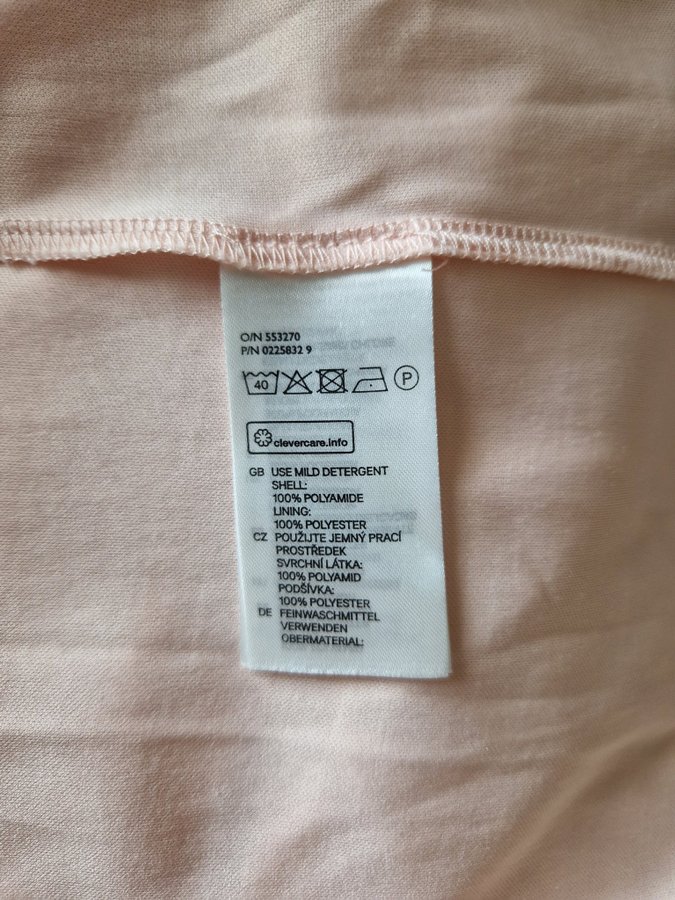 O/N 553270
P/N 0225832 9
40 P
clevercare.info
GB USE MILD DETERGENT
SHELL:
100% POLYAMIDE
LINING:
100% POLYESTER
CZ POUŽIJTE JEMNÝ PRACÍ
PROSTŘEDEK
SVRCHNÍ LÁTKA:
100% POLYAMID
PODŠÍVKA:
100% POLYESTER
DE FEINWASCHMITTEL
VERWENDEN
OBERMATERIAL: